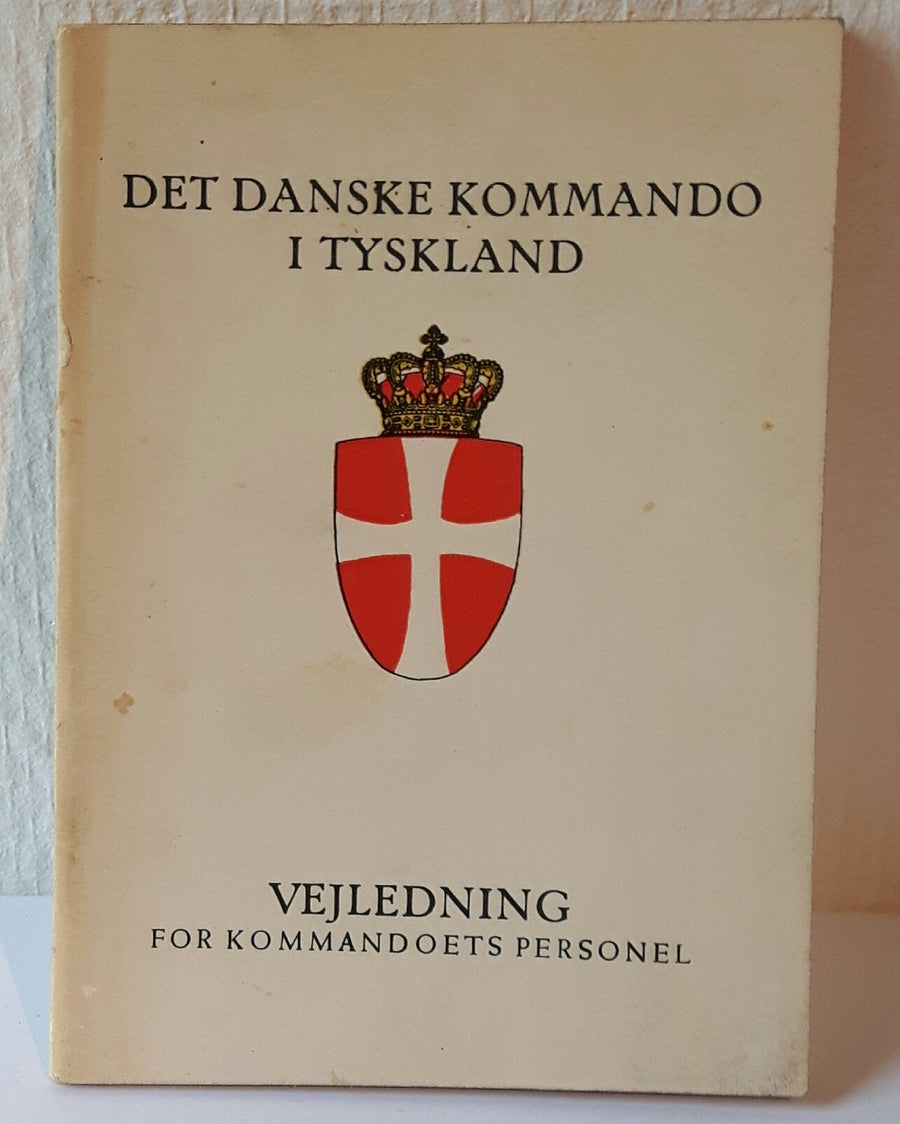 DET DANSKE KOMMANDO
I TYSKLAND
VEJLEDNING
FOR KOMMANDOETS PERSONEL